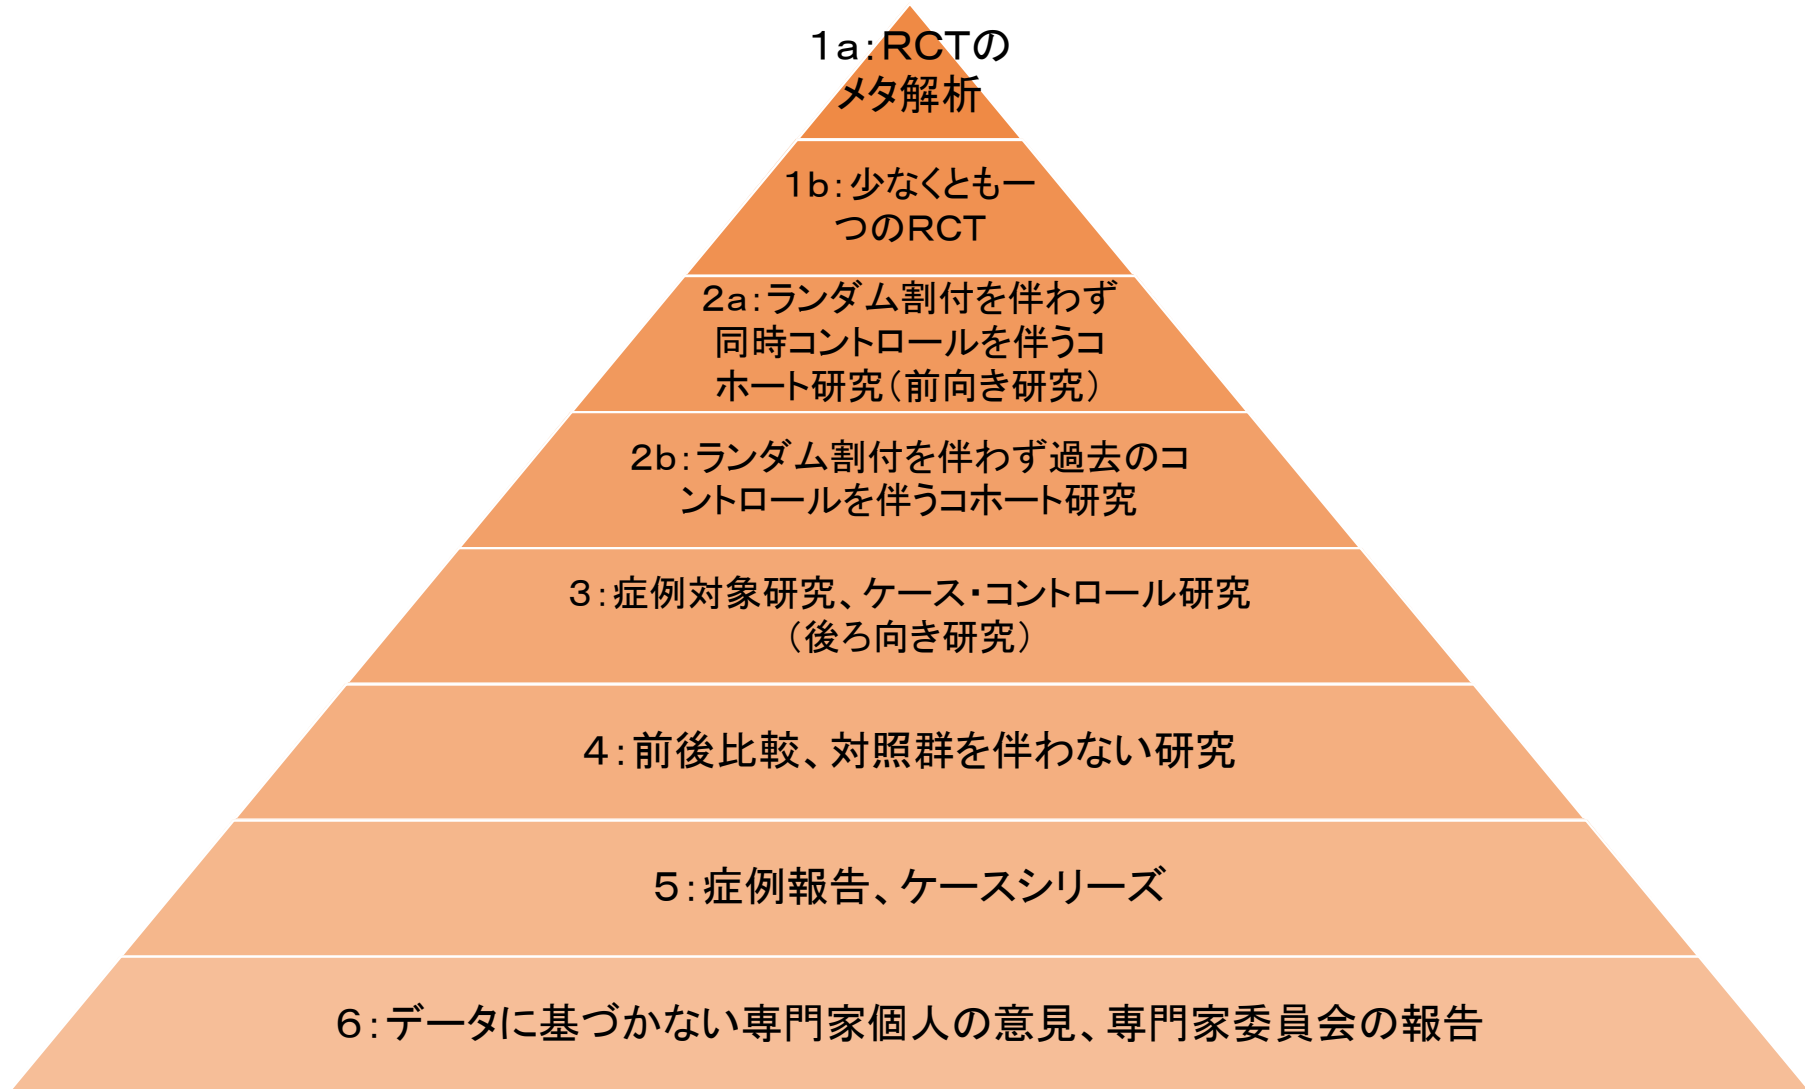 1a:RCTの
メタ解析
1b:少なくとも一
つのRCT
2a:ランダム割付を伴わず
同時コントロールを伴うコ
ホート研究(前向き研究)
2b:ランダム割付を伴わず過去のコ
ントロールを伴うコホート研究
3:症例対象研究、ケース・コントロール研究
(後ろ向き研究)
4:前後比較、対照群を伴わない研究
5:症例報告、ケースシリーズ
6:データに基づかない専門家個人の意見、専門家委員会の報告